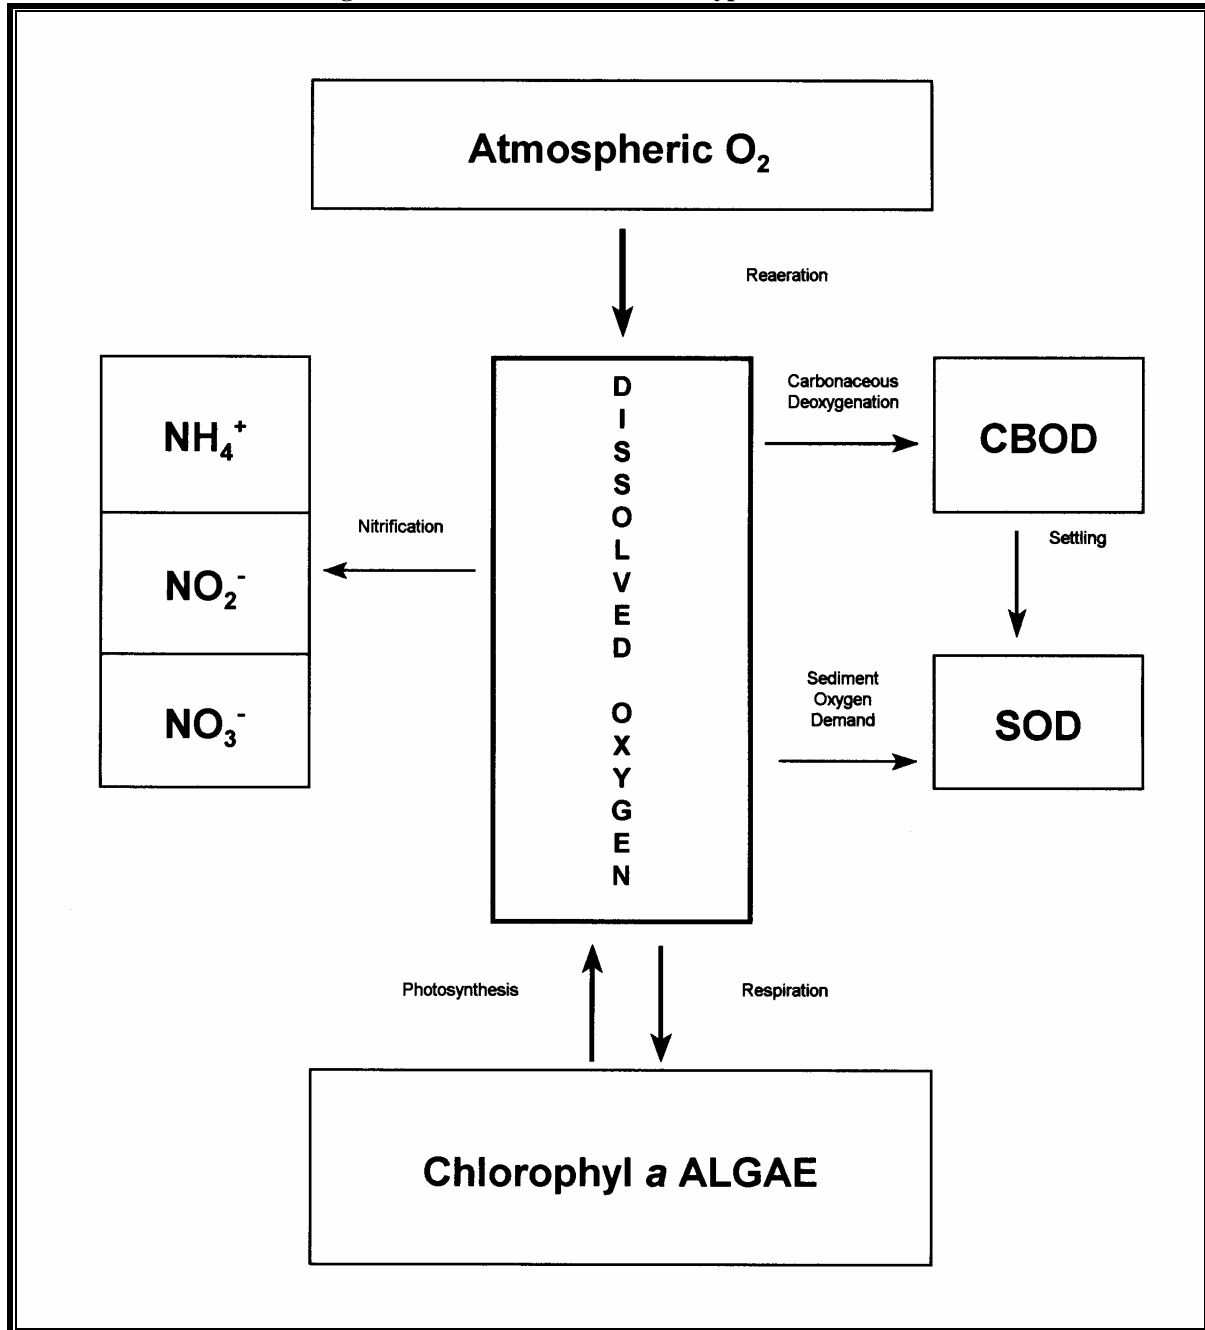 Atmospheric O₂
Reaeration
D
I
S
S
O
L
V
E
D
O
X
Y
G
E
N
Carbonaceous
Deoxygenation
CBOD
NH₄⁺
Nitrification
NO₂⁻
NO₃⁻
Settling
Sediment
Oxygen
Demand
SOD
Photosynthesis
Respiration
Chlorophyl a ALGAE